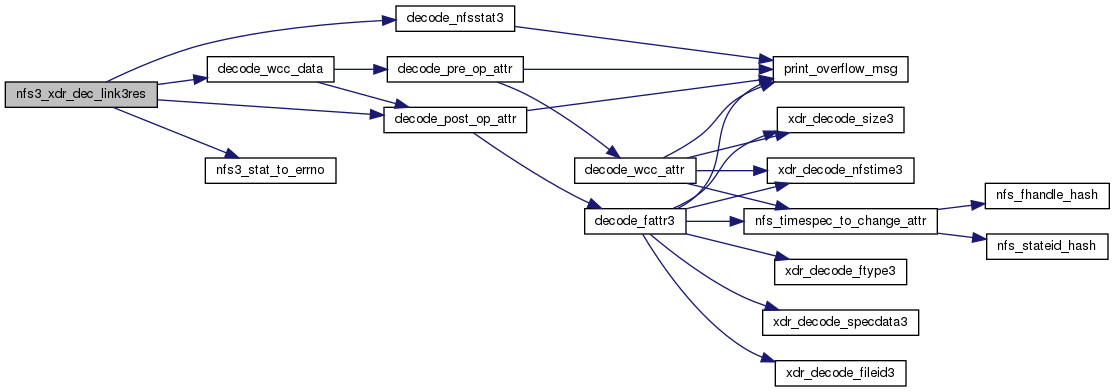 decode_nfsstat3
decode_wcc_data
decode_pre_op_attr
print_overflow_msg
nfs3_xdr_dec_link3res
decode_post_op_attr
xdr_decode_size3
nfs3_stat_to_errno
decode_wcc_attr
xdr_decode_nfstime3
nfs_fhandle_hash
decode_fattr3
nfs_timespec_to_change_attr
nfs_stateid_hash
xdr_decode_ftype3
xdr_decode_specdata3
xdr_decode_fileid3